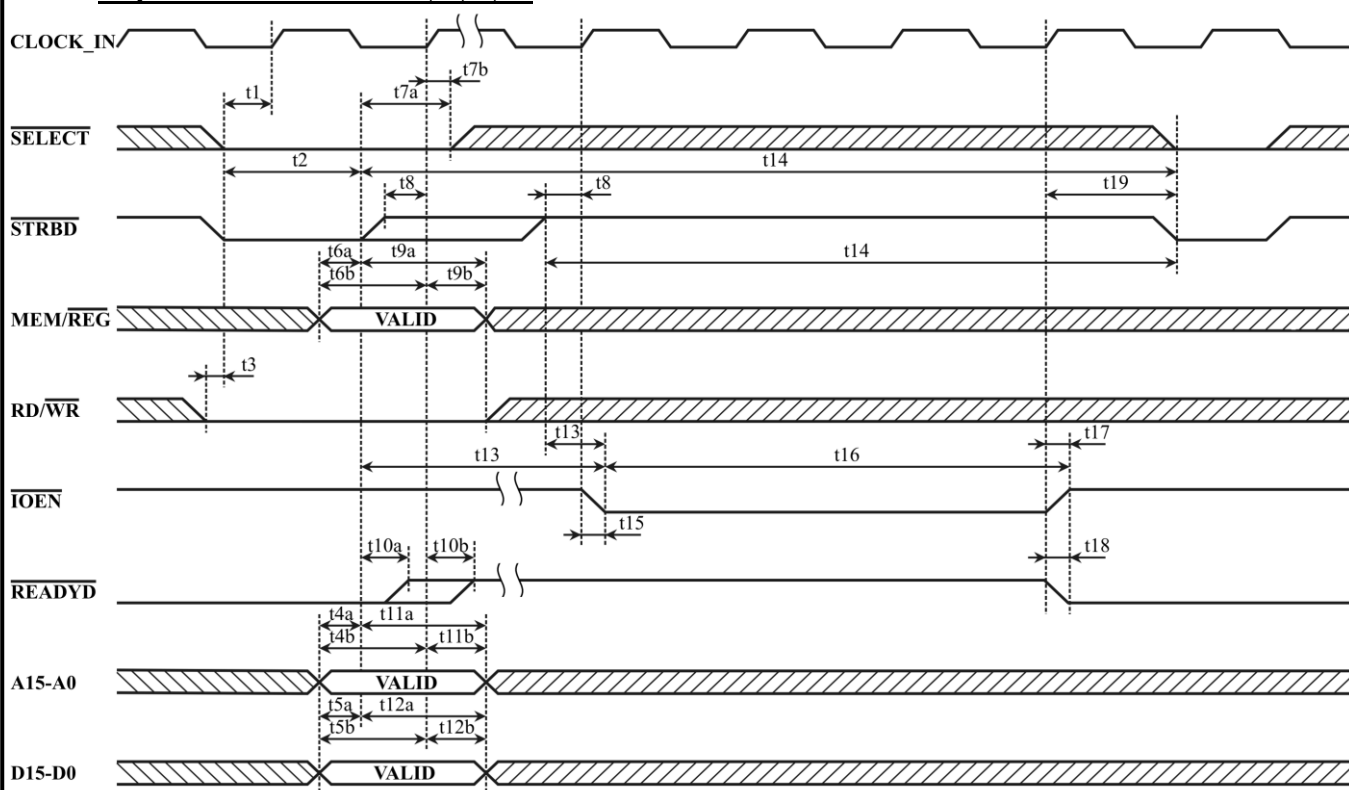 CLOCK_IN
t7b
t1
t7a
SELECT
t2
t14
t8
t8
t19
STRBD
t6a
t9a
t14
t6b
t9b
MEM/REG
VALID
t3
RD/WR
t13
t17
t13
t16
IOEN
t15
t10a
t10b
t18
READYD
t4a
t11a
t4b
t11b
A15-A0
VALID
t5a
t12a
t5b
t12b
D15-D0
VALID